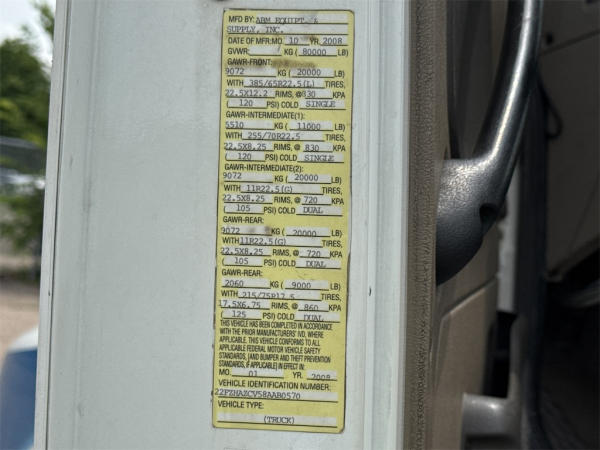 MFD BY: ABM EQUIPT. &
SUPPLY, INC.
DATE OF MFR: MO. 10 YR. 2008
GVWR: KG ( 80000 LB)
GAWR-FRONT:
9072 KG ( 20000 LB)
WITH 385/65R22.5(L) TIRES,
22.5X12.2 RIMS, @ 830 KPA
( 120 PSI) COLD SINGLE
GAWR-INTERMEDIATE(1):
5510 KG ( 11000 LB)
WITH 255/70R22.5 TIRES,
22.5X8.25 RIMS, @ 830 KPA
( 120 PSI) COLD SINGLE
GAWR-INTERMEDIATE(2):
9072 KG ( 20000 LB)
WITH 11R22.5(G) TIRES,
22.5X8.25 RIMS, @ 720 KPA
( 105 PSI) COLD DUAL
GAWR-REAR:
9072 KG ( 20000 LB)
WITH 11R22.5(G) TIRES,
22.5X8.25 RIMS, @ 720 KPA
( 105 PSI) COLD DUAL
GAWR-REAR:
2060 KG ( 9000 LB)
WITH 215/75R17.5 TIRES,
17.5X6.75 RIMS, @ 860 KPA
( 125 PSI) COLD DUAL
THIS VEHICLE HAS BEEN COMPLETED IN ACCORDANCE
WITH THE PRIOR MANUFACTURERS' IVD, WHERE
APPLICABLE. THIS VEHICLE CONFORMS TO ALL
APPLICABLE FEDERAL MOTOR VEHICLE SAFETY
STANDARDS, [AND BUMPER AND THEFT PREVENTION
STANDARDS, IF APPLICABLE] IN EFFECT IN:
MO. 01 YR. 2008
VEHICLE IDENTIFICATION NUMBER:
22FZHAZCV58AAB0570
VEHICLE TYPE:
(TRUCK)